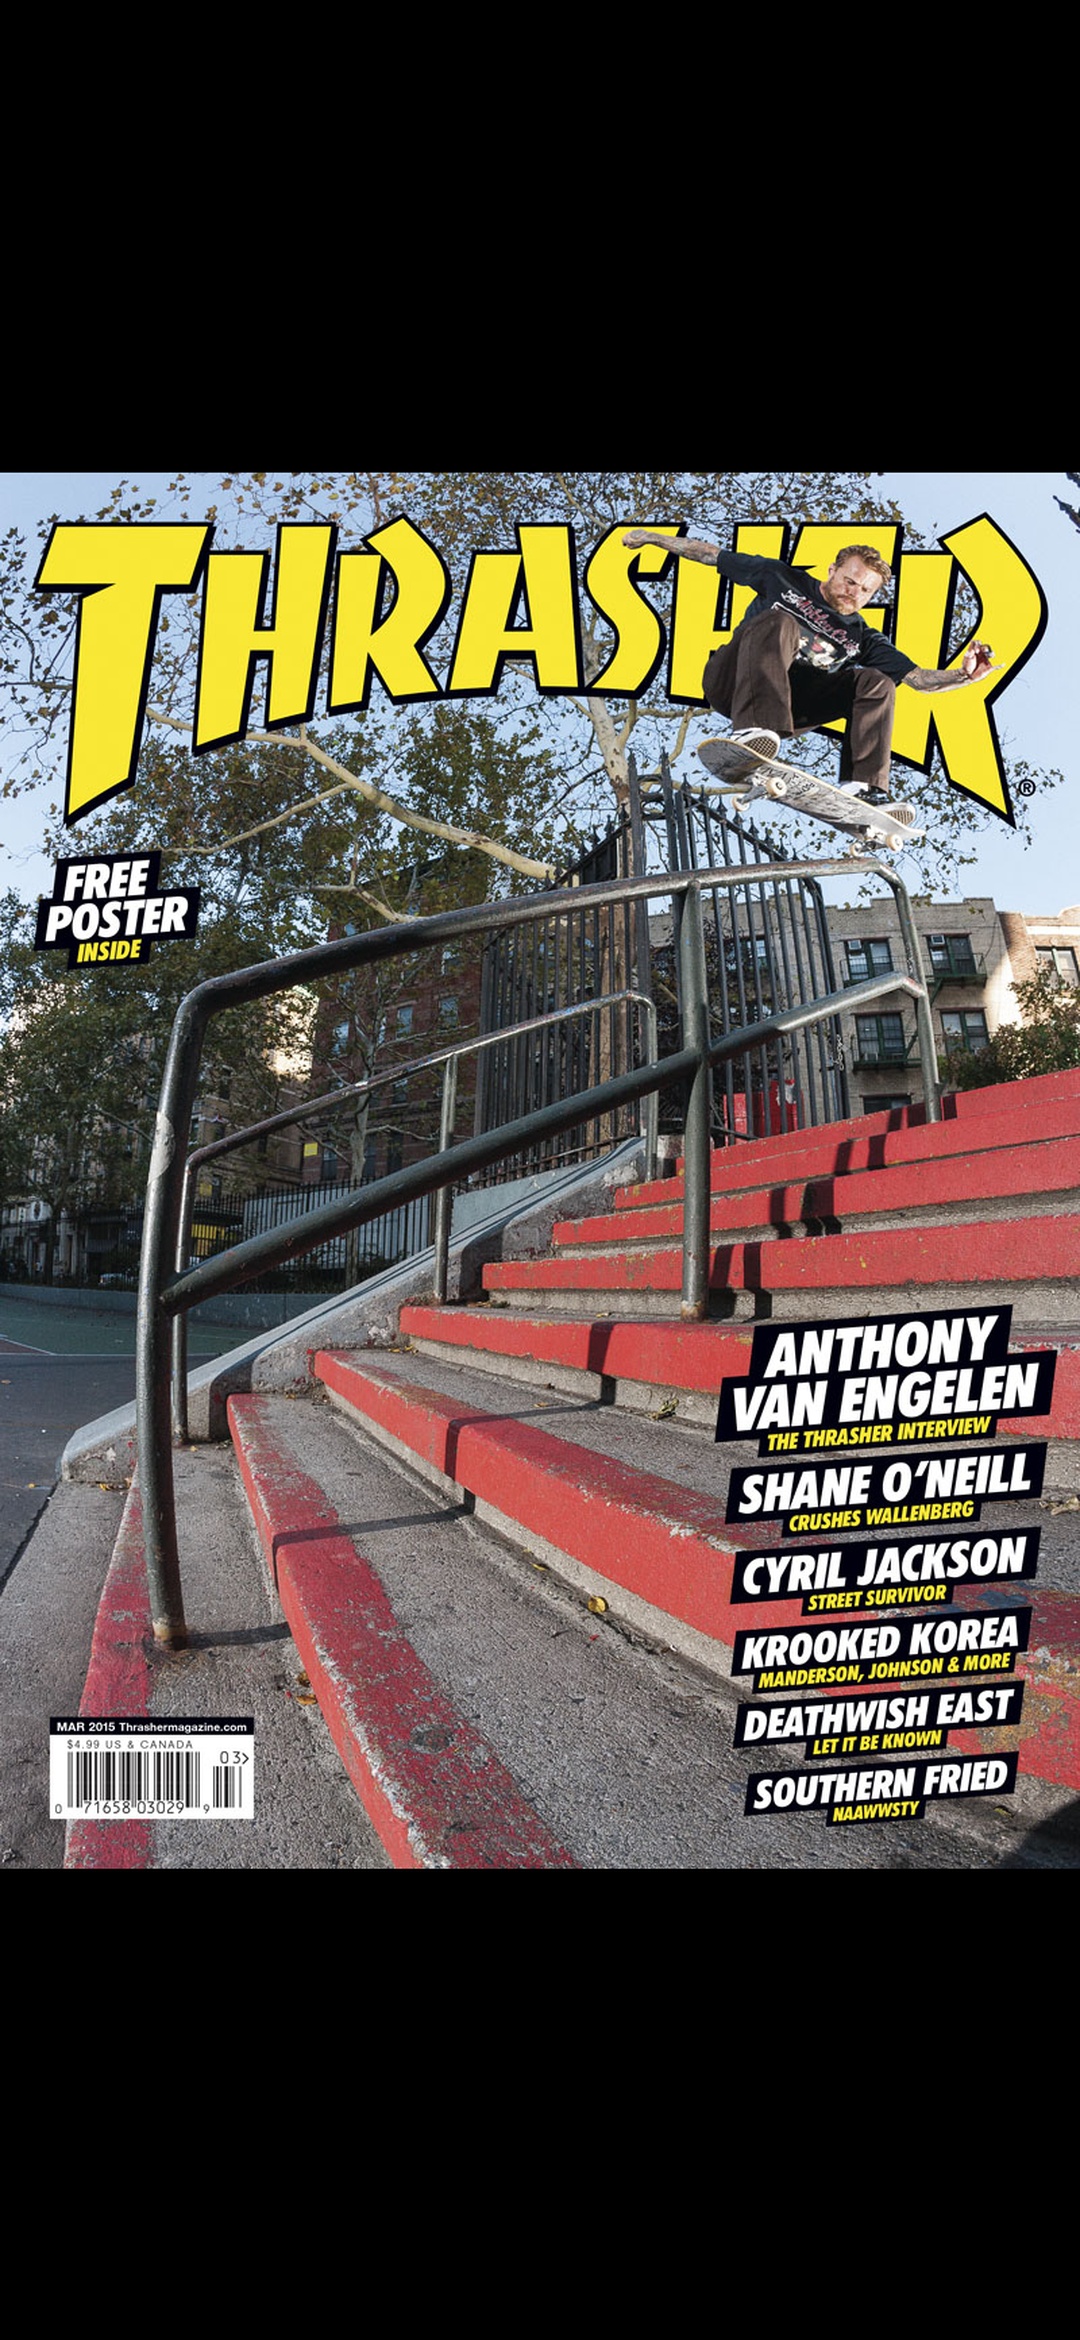 THRASHER
®
FREE
POSTER
INSIDE
ANTHONY
VAN ENGELEN
THE THRASHER INTERVIEW
SHANE O'NEILL
CRUSHES WALLENBERG
CYRIL JACKSON
STREET SURVIVOR
KROOKED KOREA
MANDERSON, JOHNSON & MORE
DEATHWISH EAST
LET IT BE KNOWN
SOUTHERN FRIED
NAAWWSTY
MAR 2015 Thrashermagazine.com
$4.99 US & CANADA
03>
0 71658 03029 9